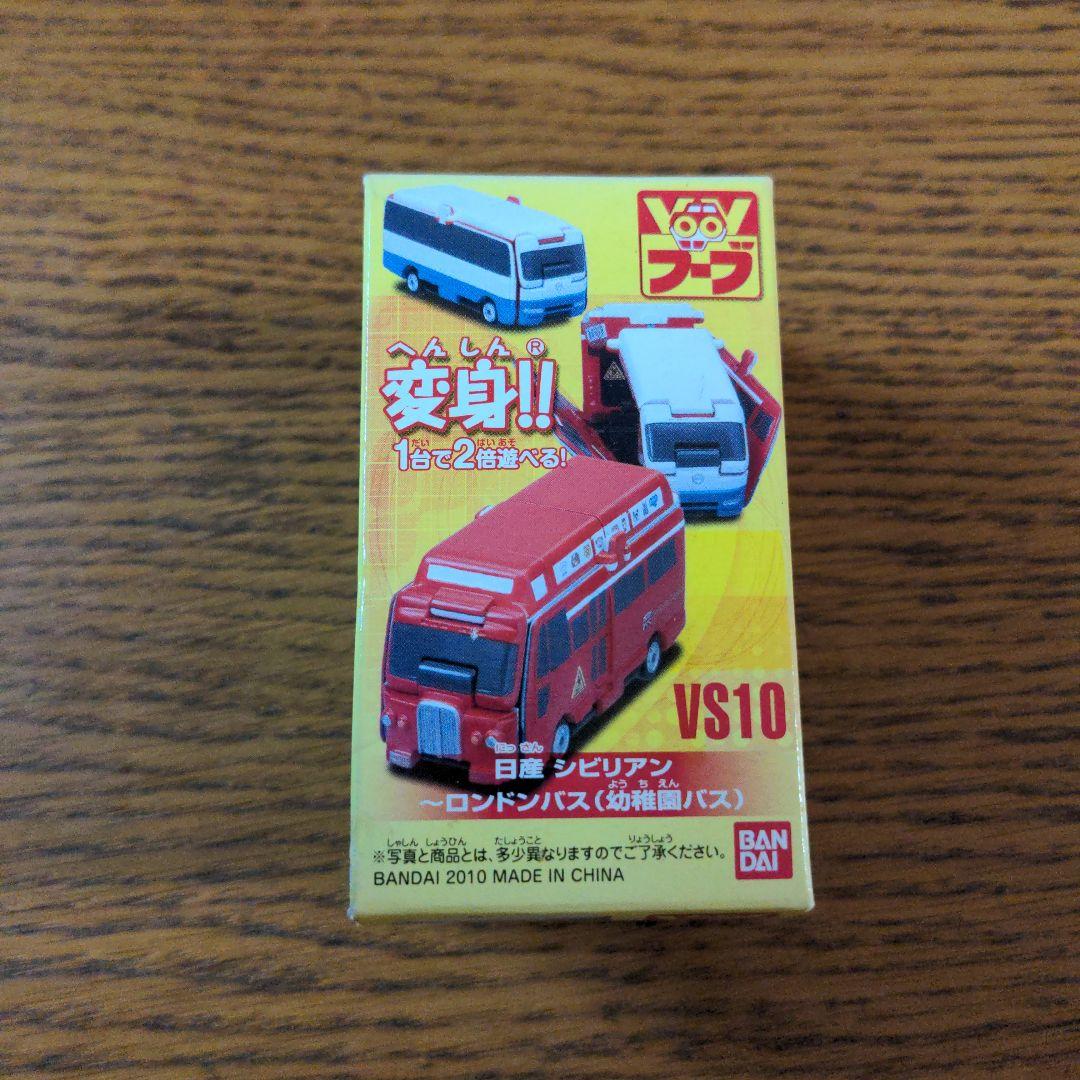 VooV
ブーブ
へんしん®
変身!!
だい ばい あそ
1台で2倍遊べる!
VS10
にっ さん
日産 シビリアン
よう ち えん
～ロンドンバス(幼稚園バス)
しゃしん しょうひん たしょうこと りょうしょう
※写真と商品とは、多少異なりますのでご了承ください。
BANDAI 2010 MADE IN CHINA
BAN
DAI